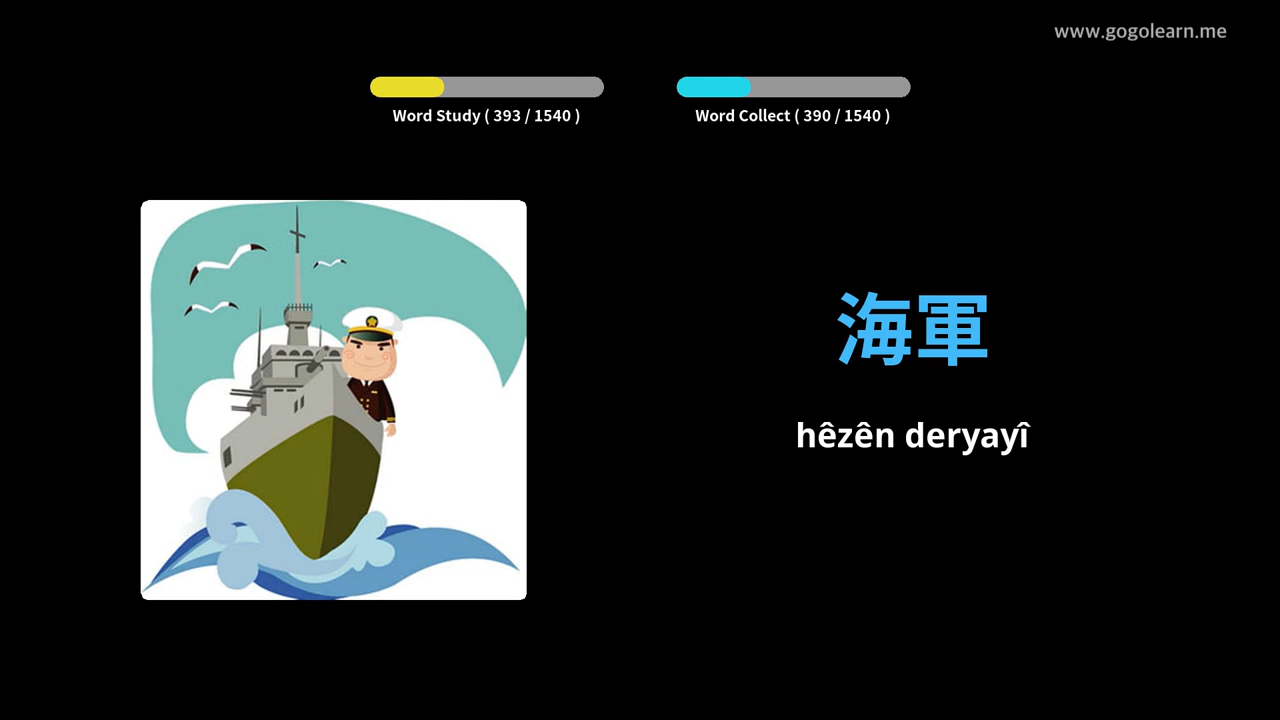 www.gogolearn.me
Word Study ( 393 / 1540 )
Word Collect ( 390 / 1540 )
海軍
hêzên deryayî